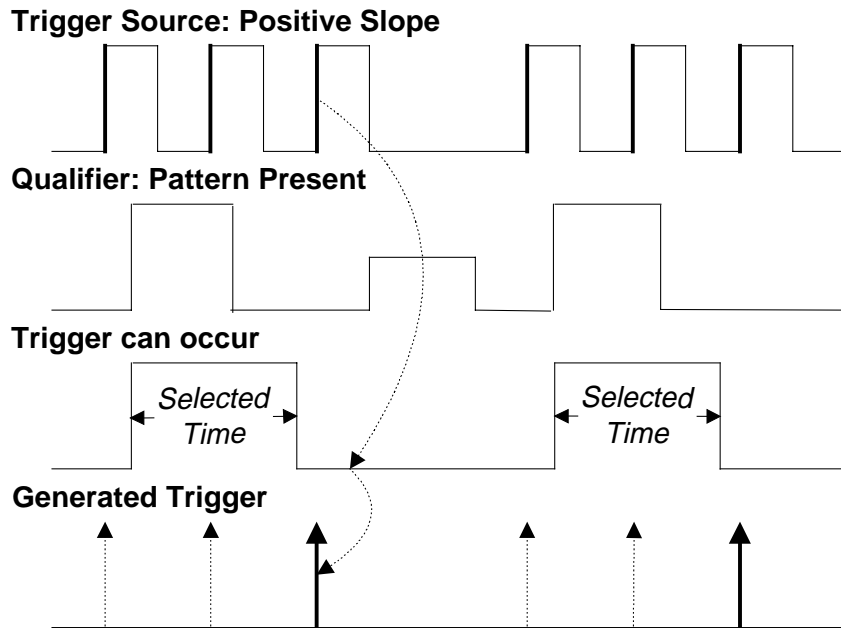 Trigger Source: Positive Slope
Qualifier: Pattern Present
Trigger can occur
Selected
Time
Selected
Time
Generated Trigger